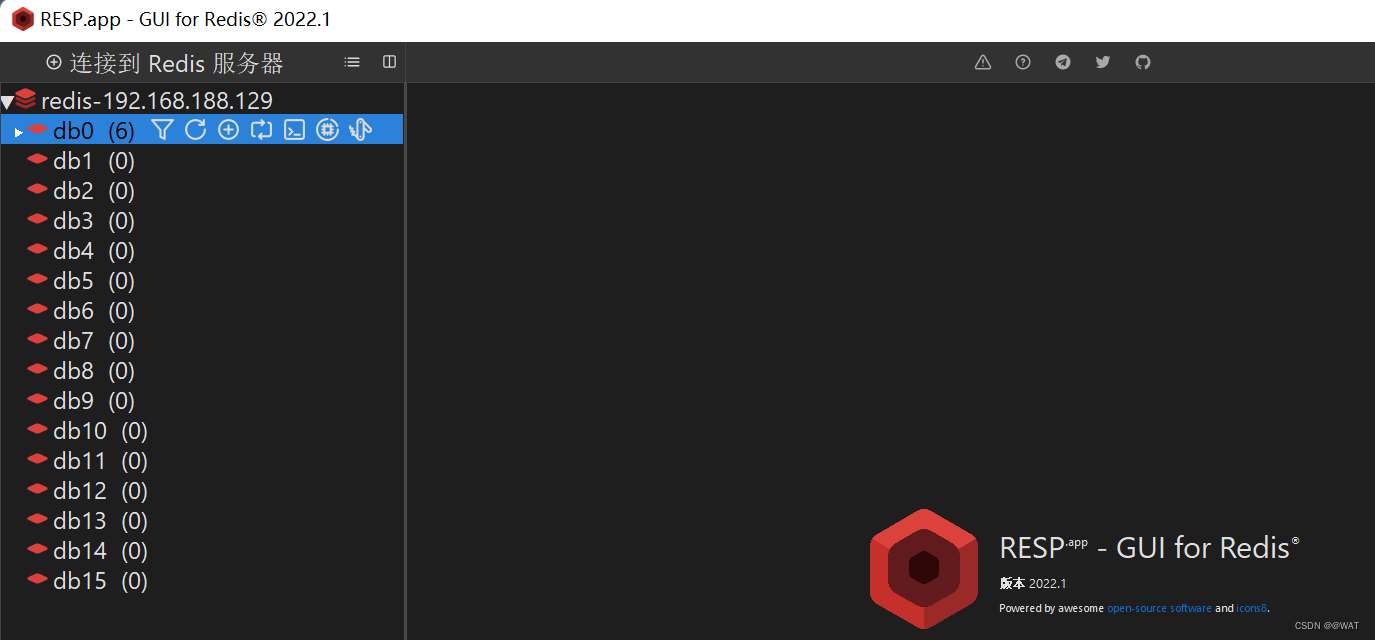 RESP.app - GUI for Redis® 2022.1
连接到 Redis 服务器
redis-192.168.188.129
db0 (6)
db1 (0)
db2 (0)
db3 (0)
db4 (0)
db5 (0)
db6 (0)
db7 (0)
db8 (0)
db9 (0)
db10 (0)
db11 (0)
db12 (0)
db13 (0)
db14 (0)
db15 (0)
RESP.app - GUI for Redis®
版本 2022.1
Powered by awesome open-source software and icons8.
CSDN @@WAT